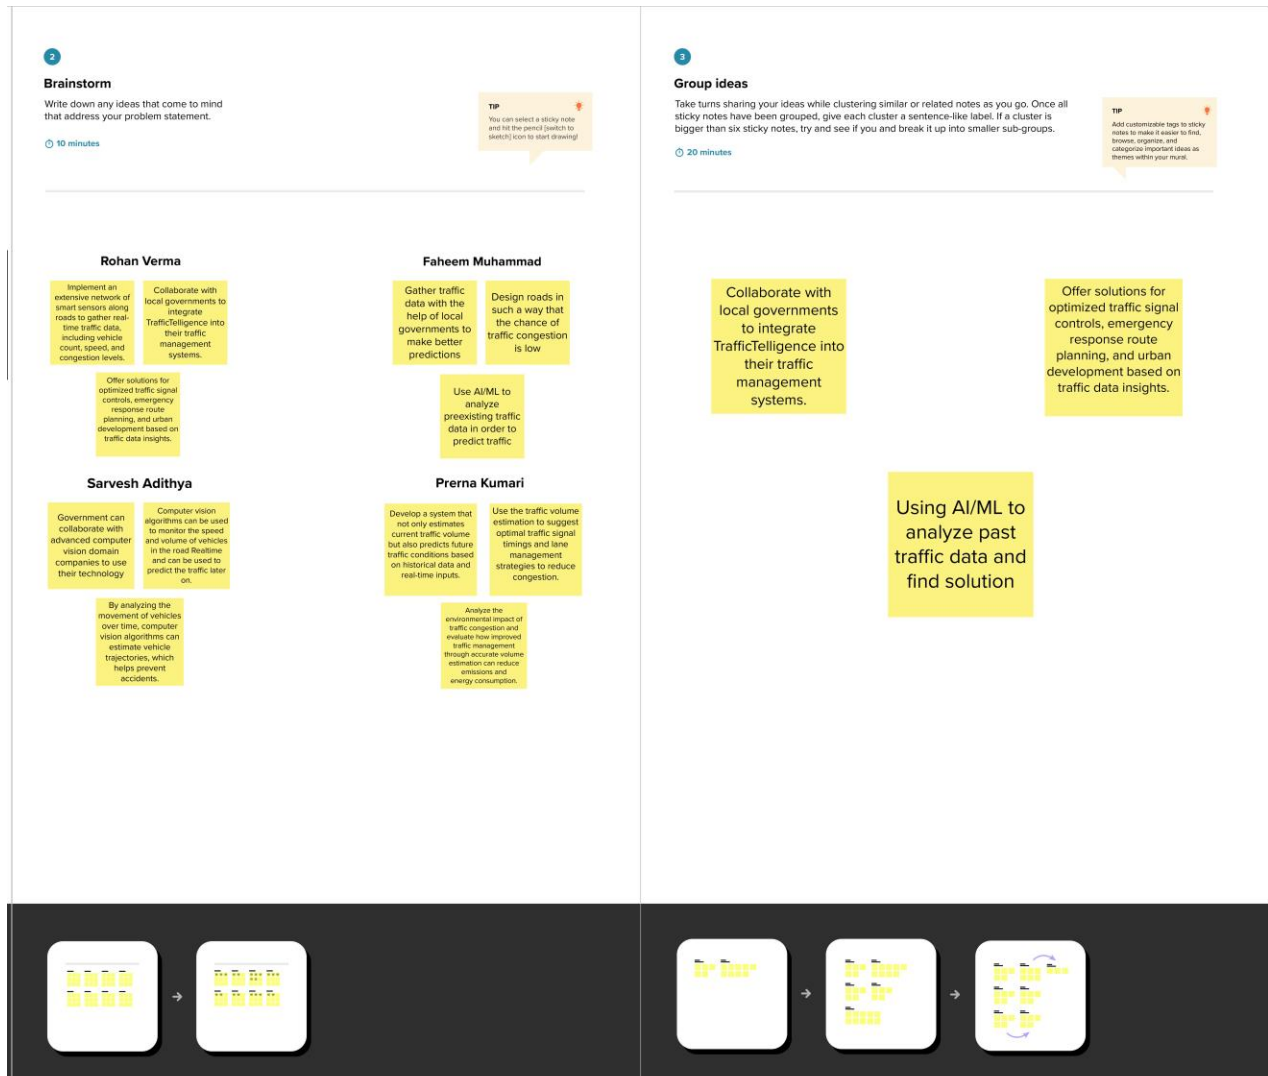 2
Brainstorm
Write down any ideas that come to mind
that address your problem statement.
10 minutes
TIP
You can select a sticky note
and hit the pencil [switch to
sketch] icon to start drawing!
Rohan Verma
Implement an
extensive network of
smart sensors along
roads to gather real-
time traffic data,
including vehicle
count, speed, and
congestion levels.
Collaborate with
local governments to
integrate
TrafficTelligence into
their traffic
management
systems.
Offer solutions for
optimized traffic signal
controls, emergency
response route
planning, and urban
development based on
traffic data insights.
Faheem Muhammad
Gather traffic
data with the
help of local
governments to
make better
predictions
Design roads in
such a way that
the chance of
traffic congestion
is low
Use AI/ML to
analyze
preexisting traffic
data in order to
predict traffic
Sarvesh Adithya
Government can
collaborate with
advanced computer
vision domain
companies to use
their technology
Computer vision
algorithms can be used
to monitor the speed
and volume of vehicles
in the road Realtime
and can be used to
predict the traffic later
on.
By analyzing the
movement of vehicles
over time, computer
vision algorithms can
estimate vehicle
trajectories, which
helps prevent
accidents.
Prerna Kumari
Develop a system that
not only estimates
current traffic volume
but also predicts future
traffic conditions based
on historical data and
real-time inputs.
Use the traffic volume
estimation to suggest
optimal traffic signal
timings and lane
management
strategies to reduce
congestion.
Analyze the
environmental impact of
traffic congestion and
evaluate how improved
traffic management
through accurate volume
estimation can reduce
emissions and
energy consumption.
3
Group ideas
Take turns sharing your ideas while clustering similar or related notes as you go. Once all
sticky notes have been grouped, give each cluster a sentence-like label. If a cluster is
bigger than six sticky notes, try and see if you and break it up into smaller sub-groups.
20 minutes
TIP
Add customizable tags to sticky
notes to make it easier to find,
browse, organize, and
categorize important ideas as
themes within your mural.
Collaborate with
local governments
to integrate
TrafficTelligence into
their traffic
management
systems.
Offer solutions for
optimized traffic signal
controls, emergency
response route
planning, and urban
development based on
traffic data insights.
Using AI/ML to
analyze past
traffic data and
find solution